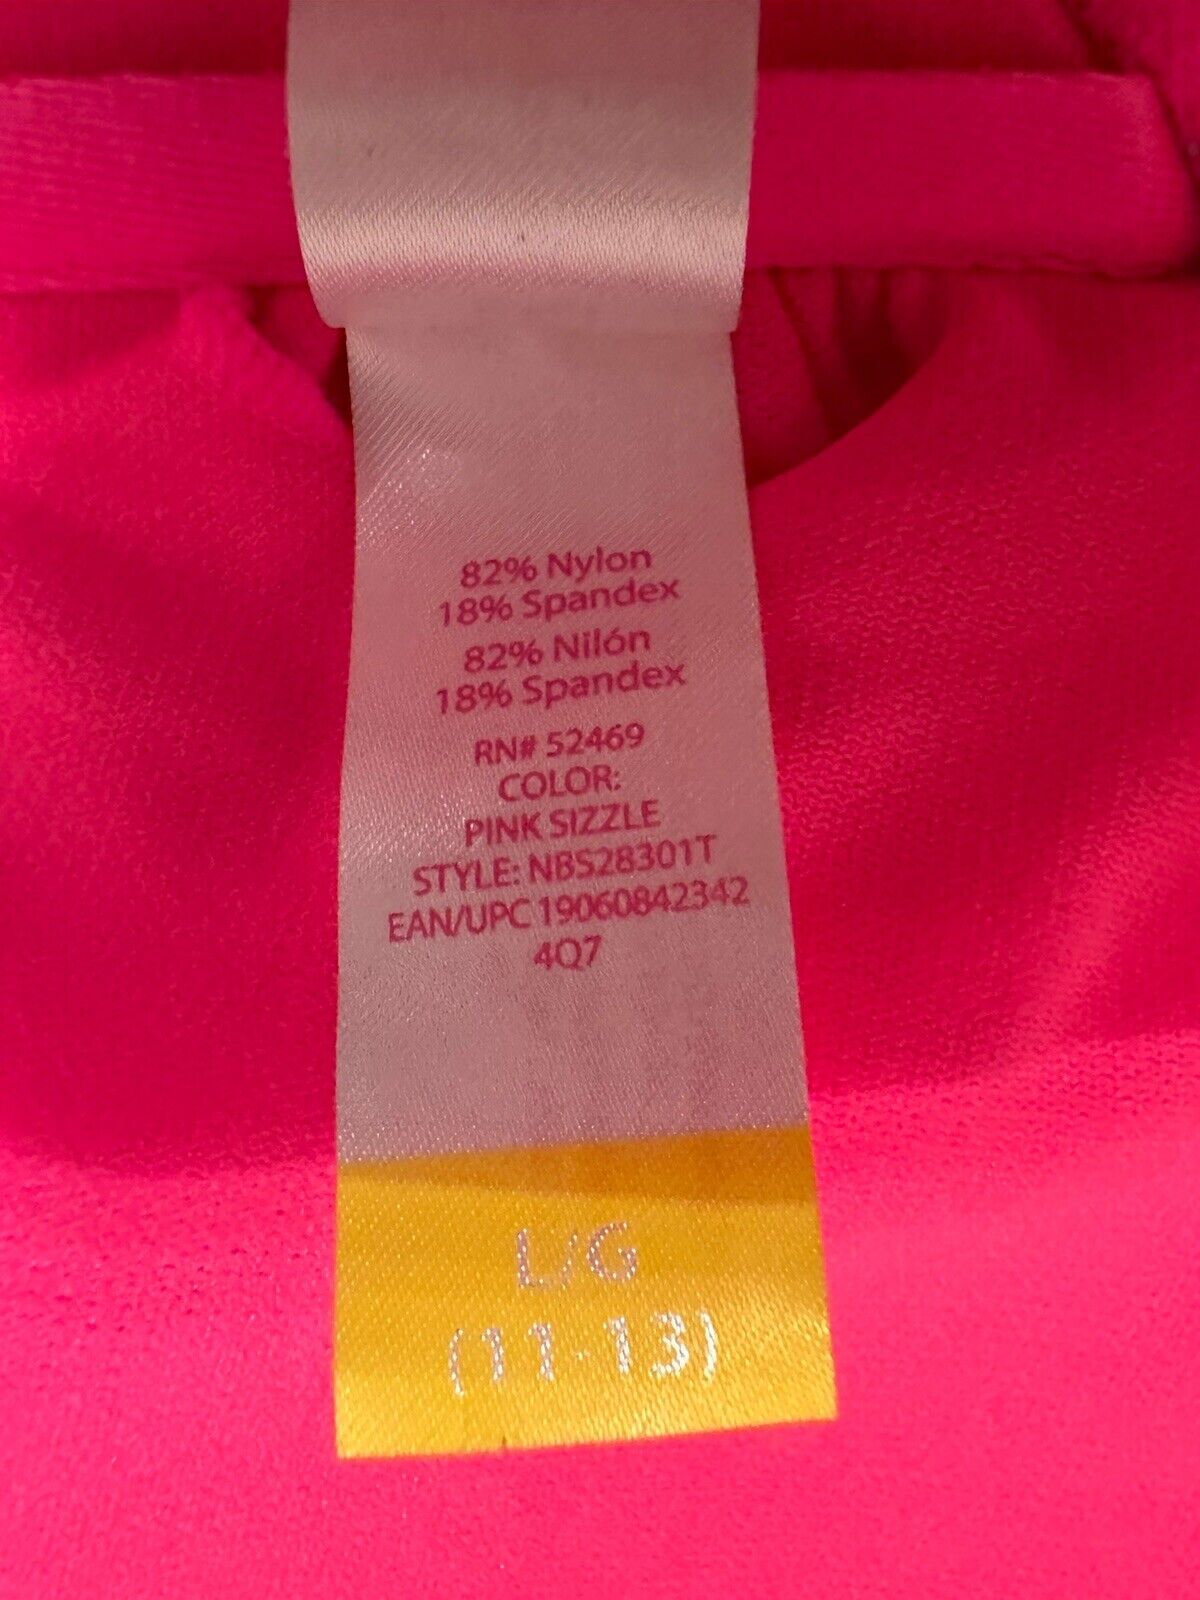 82% Nylon
18% Spandex
82% Nilón
18% Spandex
RN# 52469
COLOR:
PINK SIZZLE
STYLE: NBS28301T
EAN/UPC 19060842342
4Q7
L/G
(11-13)